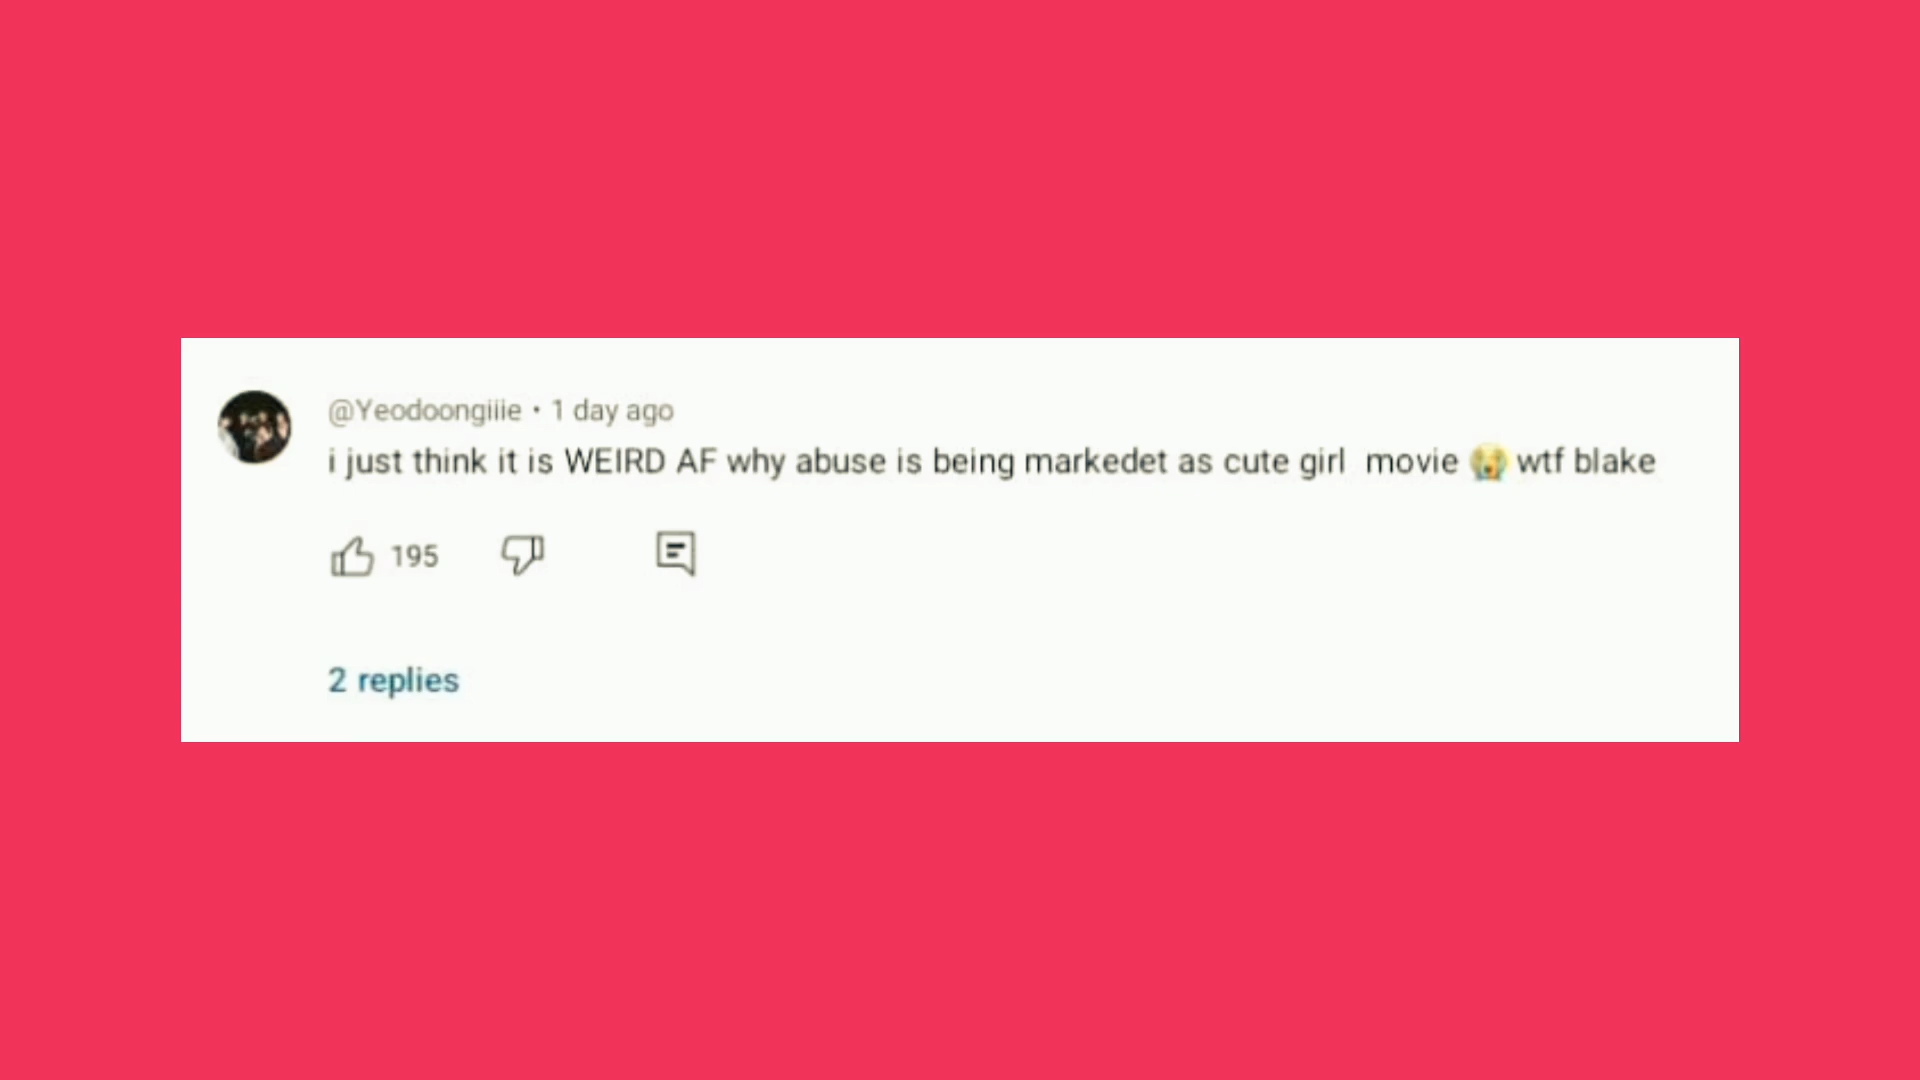 @Yeodoongiiie • 1 day ago
i just think it is WEIRD AF why abuse is being markedet as cute girl  movie 😭 wtf blake
195
2 replies